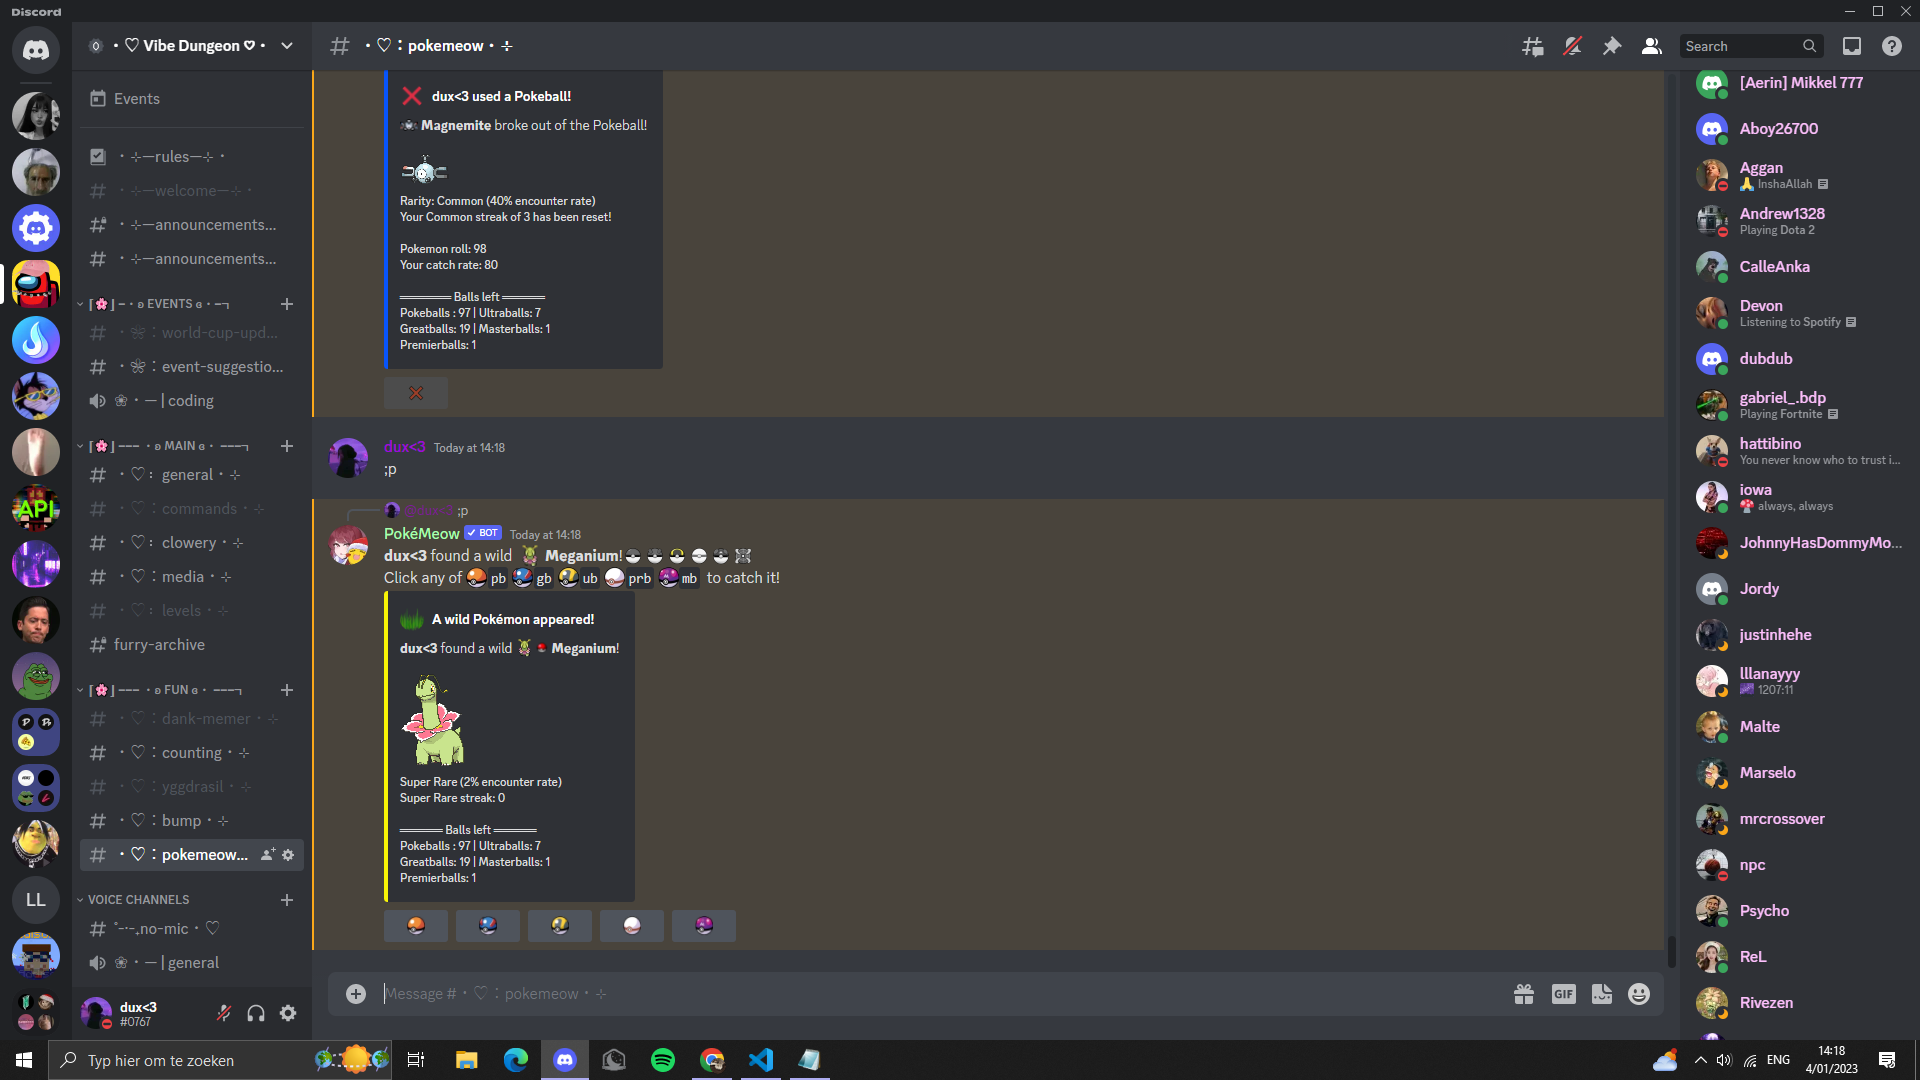 Discord
・♡ Vibe Dungeon ♡・
Events
・⊹—rules—⊹・
・⊹—welcome—⊹・
・⊹—announcements...
・⊹—announcements...
EVENTS
world-cup-upd...
event-suggestio...
・— | coding
MAIN
・♡ : general・⊹
・♡ : commands・⊹
・♡ : clowery・⊹
・♡ : media・⊹
・♡ : levels・⊹
furry-archive
FUN
・♡ : dank-memer・⊹
・♡ : counting・⊹
・♡ : yggdrasil・⊹
・♡ : bump・⊹
・♡ : pokemeow...
VOICE CHANNELS
no-mic・♡
・— | general
API
LL
dux<3
#0767
・♡ : pokemeow・⊹
Search
dux<3 used a Pokeball!
Magnemite broke out of the Pokeball!
Rarity: Common (40% encounter rate)
Your Common streak of 3 has been reset!
Pokemon roll: 98
Your catch rate: 80
Balls left
Pokeballs : 97 | Ultraballs: 7
Greatballs: 19 | Masterballs: 1
Premierballs: 1
dux<3 Today at 14:18
;p
;p
PokéMeow BOT Today at 14:18
dux<3 found a wild Meganium!
Click any of pb gb ub prb mb to catch it!
A wild Pokémon appeared!
dux<3 found a wild Meganium!
Super Rare (2% encounter rate)
Super Rare streak: 0
Balls left
Pokeballs : 97 | Ultraballs: 7
Greatballs: 19 | Masterballs: 1
Premierballs: 1
Message #・♡ : pokemeow・⊹
GIF
[Aerin] Mikkel 777
Aboy26700
Aggan
InshaAllah
Andrew1328
Playing Dota 2
CalleAnka
Devon
Listening to Spotify
dubdub
gabriel_.bdp
Playing Fortnite
hattibino
You never know who to trust i...
iowa
always, always
JohnnyHasDommyMo...
Jordy
justinhehe
lllanayyy
1207:11
Malte
Marselo
mrcrossover
npc
Psycho
ReL
Rivezen
Typ hier om te zoeken
ENG
14:18
4/01/2023